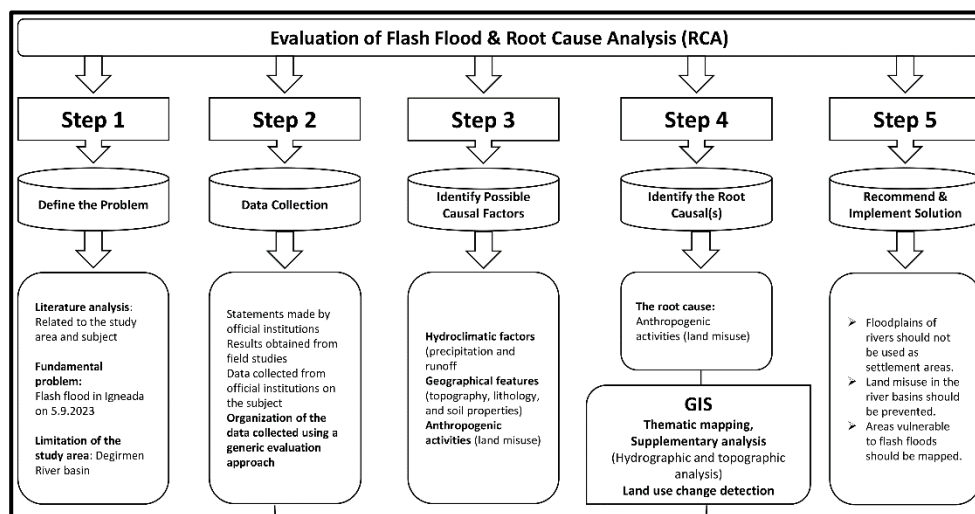 Evaluation of Flash Flood & Root Cause Analysis (RCA)
Step 1
Define the Problem
Literature analysis:
Related to the study
area and subject
Fundamental
problem:
Flash flood in Igneada
on 5.9.2023
Limitation of the
study area: Degirmen
River basin
Step 2
Data Collection
Statements made by
official institutions
Results obtained from
field studies
Data collected from
official institutions on
the subject
Organization of the
data collected using a
generic evaluation
approach
Step 3
Identify Possible
Causal Factors
Hydroclimatic factors
(precipitation and
runoff
Geographical features
(topography, lithology,
and soil properties)
Anthropogenic
activities (land misuse)
Step 4
Identify the Root
Causal(s)
The root cause:
Anthropogenic
activities (land misuse)
GIS
Thematic mapping,
Supplementary analysis
(Hydrographic and topographic
analysis)
Land use change detection
Step 5
Recommend &
Implement Solution
➢ Floodplains of
rivers should not
be used as
settlement areas.
➢ Land misuse in the
river basins should
be prevented.
➢ Areas vulnerable
to flash floods
should be mapped.